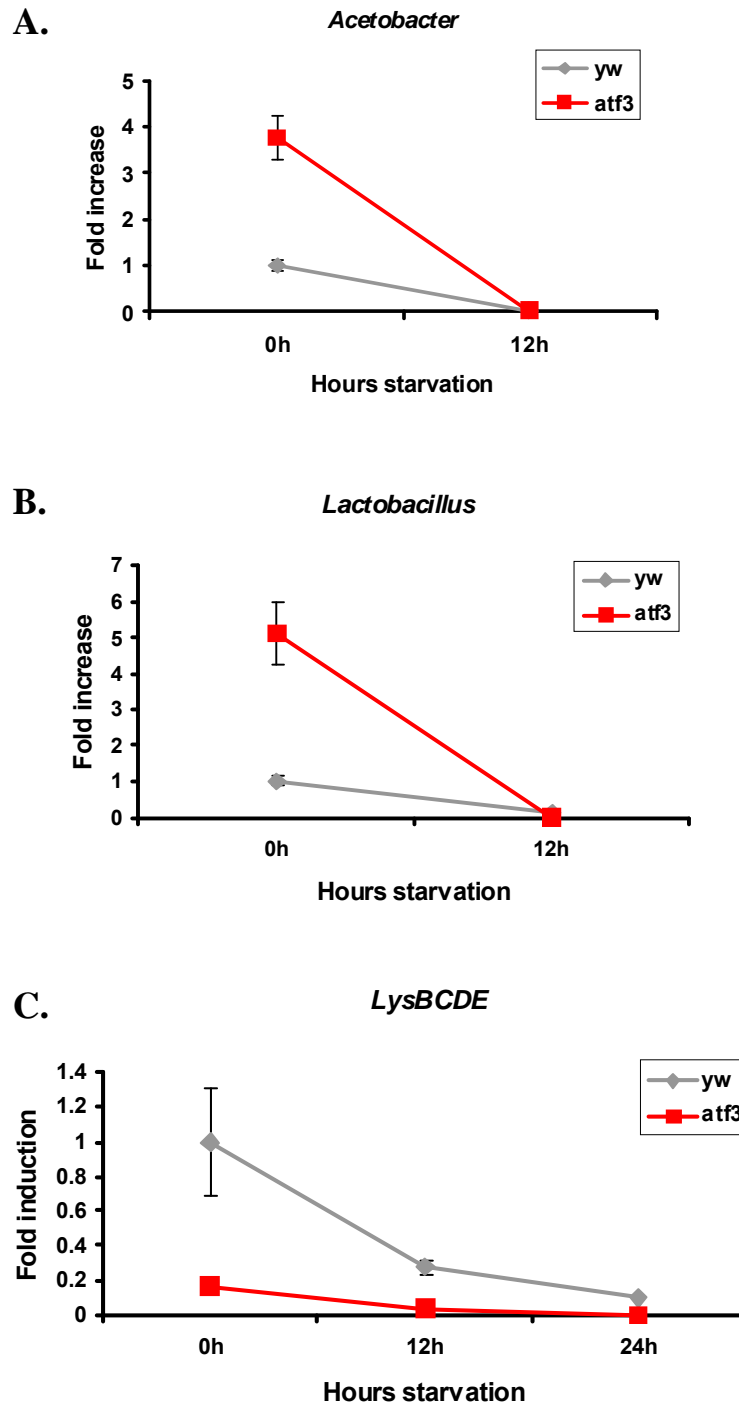 A.
Acetobacter
yw
atf3
Fold increase
5
4
3
2
1
0
0h
12h
Hours starvation
B.
Lactobacillus
yw
atf3
Fold increase
7
6
5
4
3
2
1
0
0h
12h
Hours starvation
C.
LysBCDE
yw
atf3
Fold induction
1.4
1.2
1
0.8
0.6
0.4
0.2
0
0h
12h
24h
Hours starvation